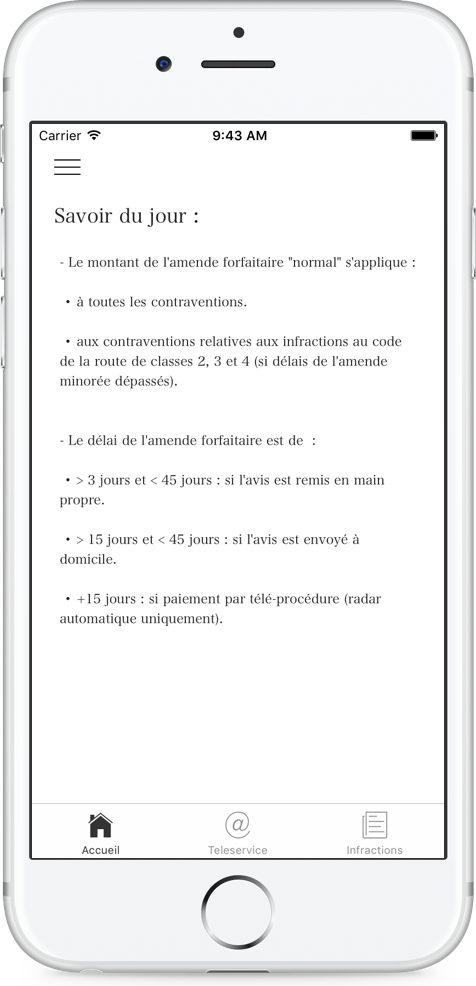 Carrier 9:43 AM
Savoir du jour :
- Le montant de l'amende forfaitaire "normal" s'applique :
• à toutes les contraventions.
• aux contraventions relatives aux infractions au code
de la route de classes 2, 3 et 4 (si délais de l'amende
minorée dépassés).
- Le délai de l'amende forfaitaire est de :
• > 3 jours et < 45 jours : si l'avis est remis en main
propre.
• > 15 jours et < 45 jours : si l'avis est envoyé à
domicile.
• +15 jours : si paiement par télé-procédure (radar
automatique uniquement).
Accueil Teleservice Infractions